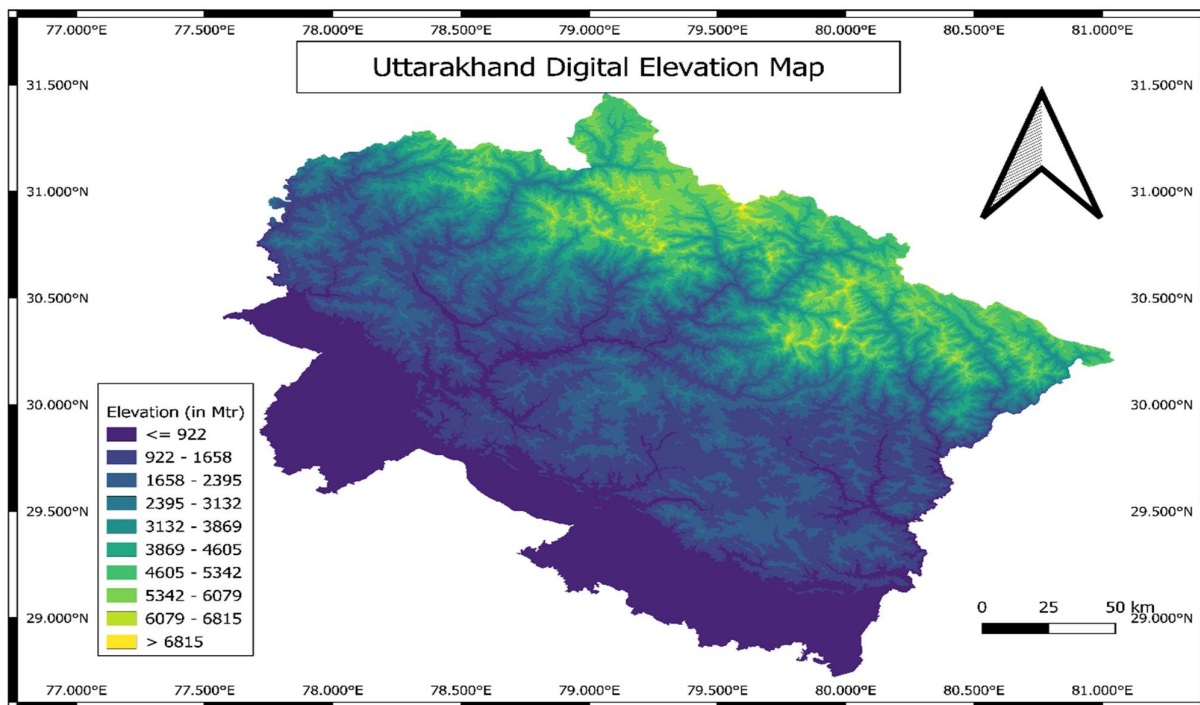 77.000°E 77.500°E 78.000°E 78.500°E 79.000°E 79.500°E 80.000°E 80.500°E 81.000°E
Uttarakhand Digital Elevation Map
31.500°N 31.500°N
31.000°N 31.000°N
30.500°N 30.500°N
30.000°N 30.000°N
29.500°N 29.500°N
29.000°N 29.000°N
Elevation (in Mtr)
<= 922
922 - 1658
1658 - 2395
2395 - 3132
3132 - 3869
3869 - 4605
4605 - 5342
5342 - 6079
6079 - 6815
> 6815
0 25 50 km
77.000°E 77.500°E 78.000°E 78.500°E 79.000°E 79.500°E 80.000°E 80.500°E 81.000°E